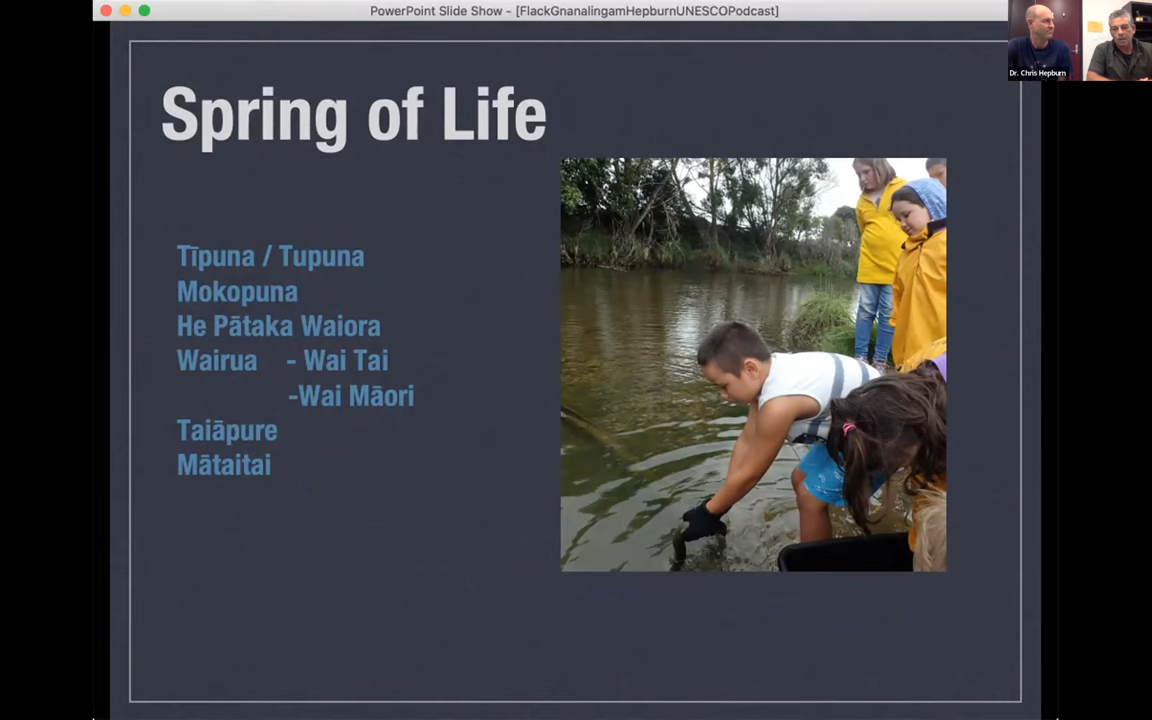 PowerPoint Slide Show - [FlackGnanalingamHepburnUNESCOPodcast]
Dr. Chris Hepburn
Spring of Life
Tīpuna / Tupuna
Mokopuna
He Pātaka Waiora
Wairua - Wai Tai
-Wai Māori
Taiāpure
Mātaitai